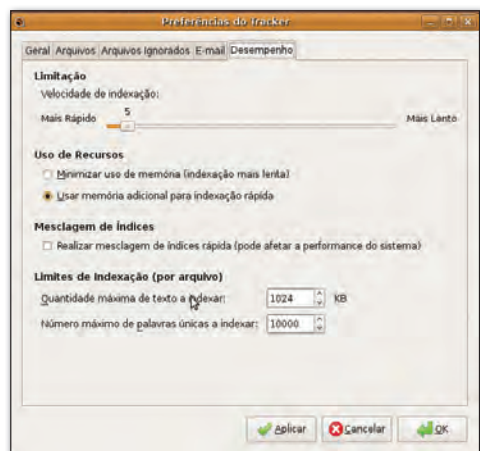 Preferências do Tracker
Geral Arquivos Arquivos Ignorados E-mail Desempenho
Limitação
Velocidade de indexação:
5
Mais Rápido Mais Lento
Uso de Recursos
Minimizar uso de memória (indexação mais lenta)
Usar memória adicional para indexação rápida
Mesclagem de Índices
Realizar mesclagem de índices rápida (pode afetar a performance do sistema)
Limites de Indexação (por arquivo)
Quantidade máxima de texto a indexar: 1024 KB
Número máximo de palavras únicas a indexar: 10000
Aplicar Cancelar OK